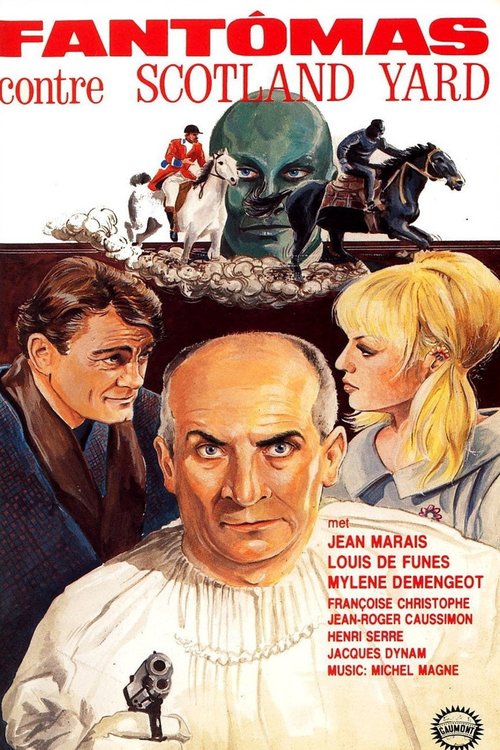 FANTÔMAS
contre SCOTLAND YARD
met
JEAN MARAIS
LOUIS DE FUNES
MYLENE DEMENGEOT
FRANÇOISE CHRISTOPHE
JEAN-ROGER CAUSSIMON
HENRI SERRE
JACQUES DYNAM
MUSIC: MICHEL MAGNE
GAUMONT